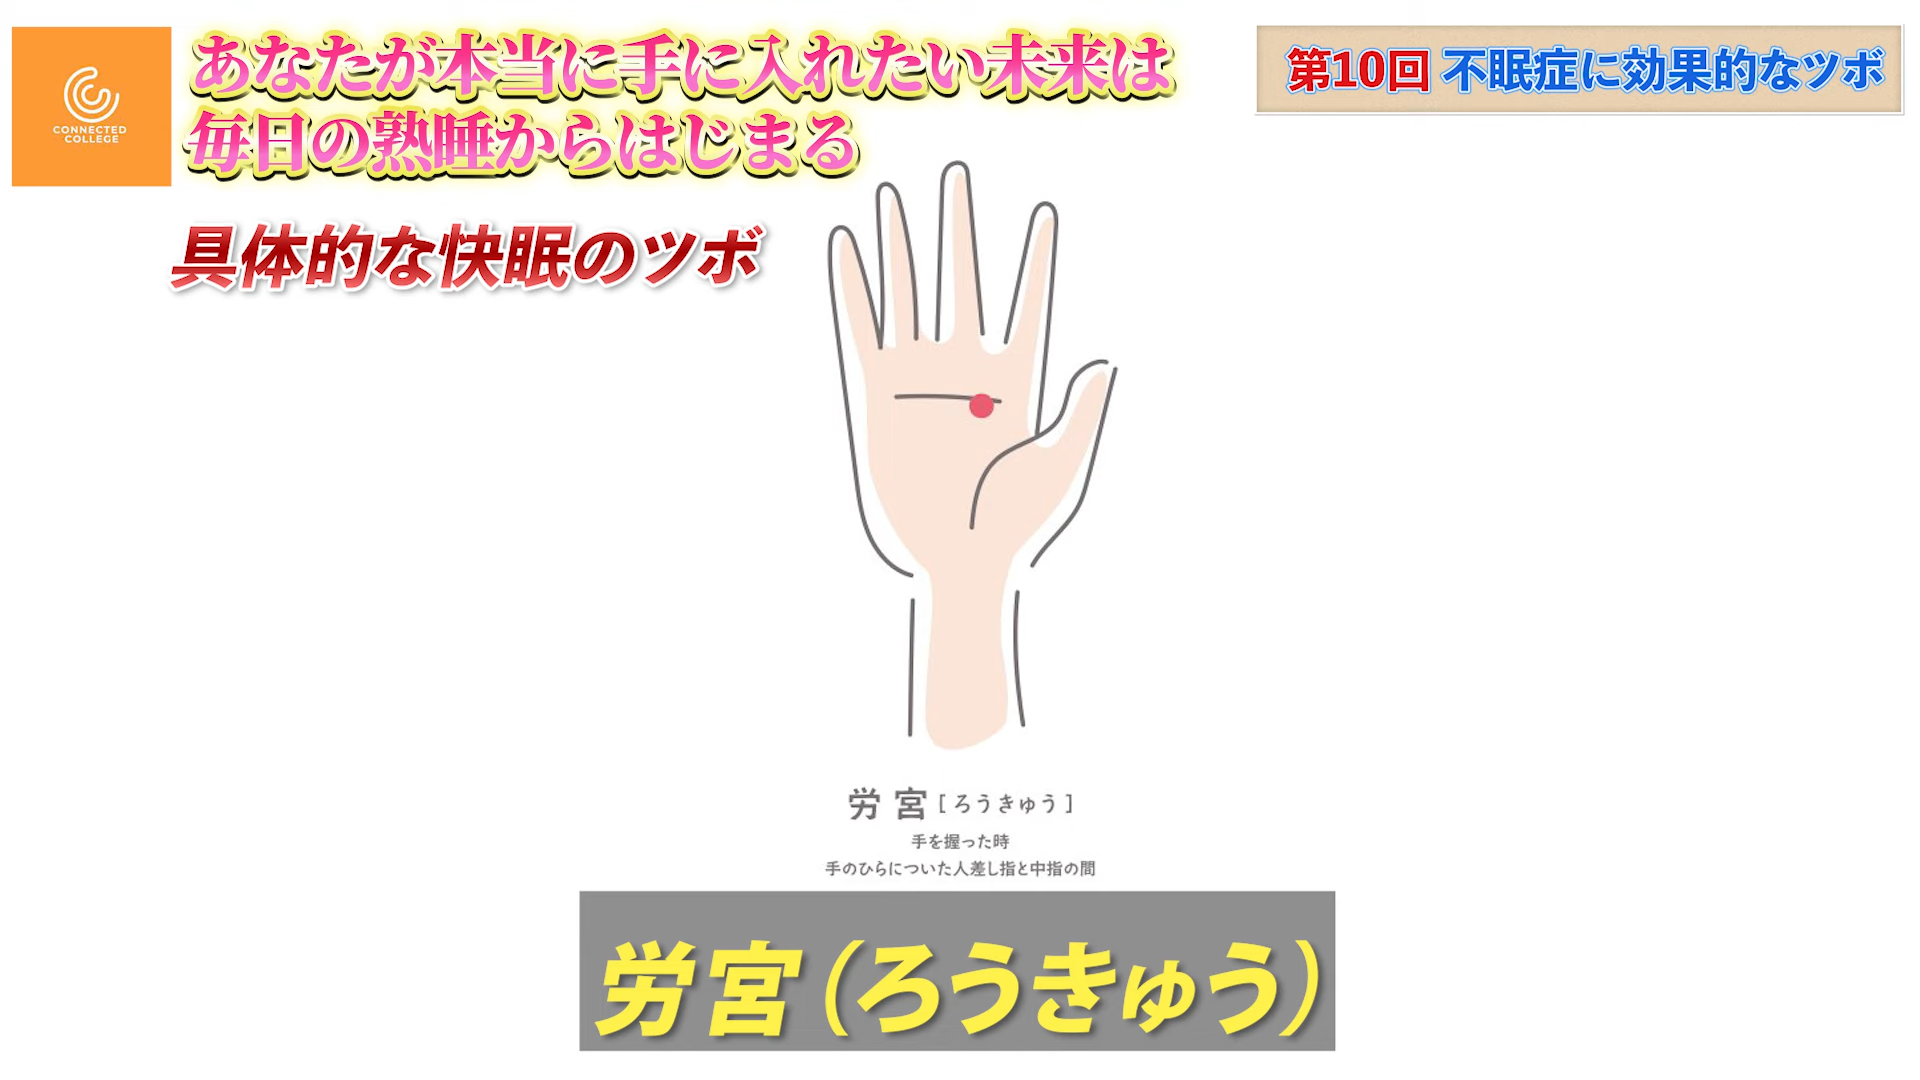 CONNECTED
COLLEGE
あなたが本当に手に入れたい未来は
毎日の熟睡からはじまる
第10回 不眠症に効果的なツボ
具体的な快眠のツボ
労宮[ろうきゅう]
手を握った時
手のひらについた人差し指と中指の間
労宮（ろうきゅう）